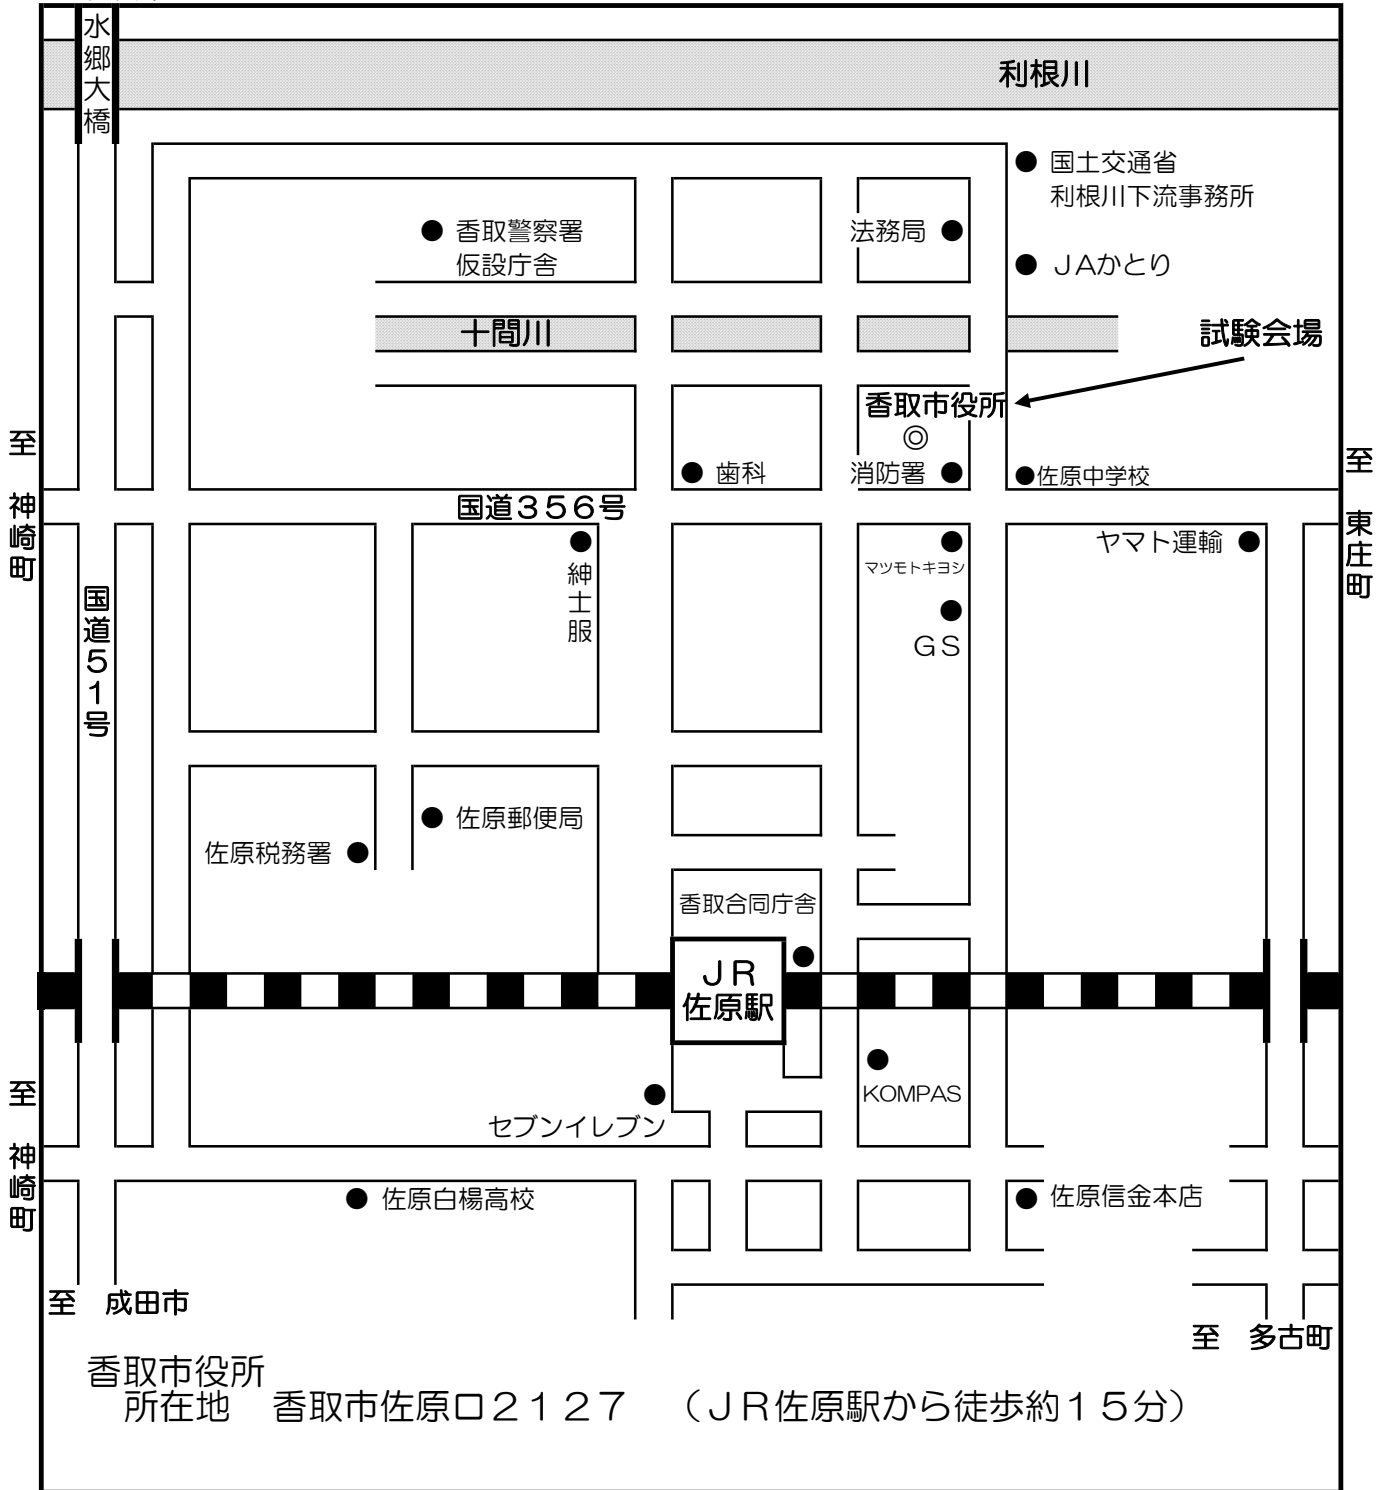 水郷大橋
利根川
国土交通省
利根川下流事務所
香取警察署
仮設庁舎
法務局
JAかとり
十間川
試験会場
香取市役所
至 神崎町
歯科
消防署
佐原中学校
至 東庄町
国道356号
紳士服
マツモトキヨシ
ヤマト運輸
国道51号
GS
佐原郵便局
佐原税務署
香取合同庁舎
JR
佐原駅
KOMPAS
至 神崎町
セブンイレブン
佐原白楊高校
佐原信金本店
至 成田市
至 多古町
香取市役所
所在地 香取市佐原ロ2127 (JR佐原駅から徒歩約15分)